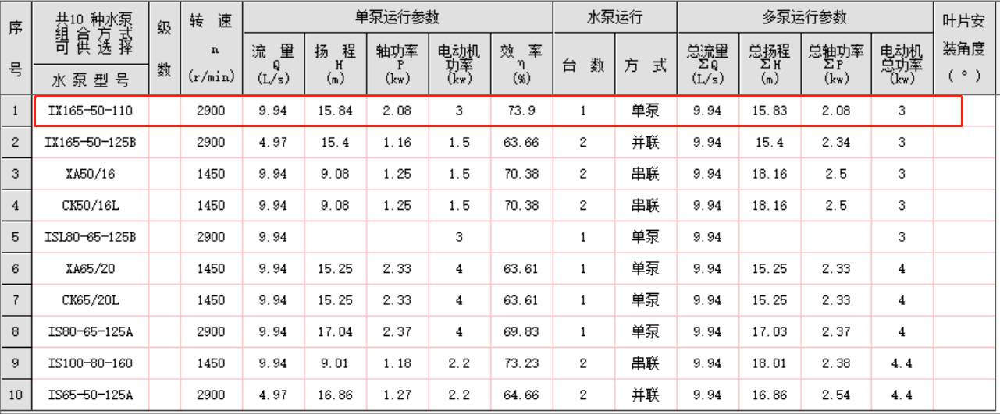 序号 共10 种水泵组合方式可供选择 级数 转 速 n (r/min) 单泵运行参数 水泵运行 多泵运行参数 叶片安装角度 (°)
水 泵 型 号 流 量 Q (L/s) 扬 程 H (m) 轴功率 P (kw) 电动机功率 (kw) 效 率 η (%) 台 数 方 式 总流量 ΣQ (L/s) 总扬程 ΣH (m) 总轴功率 ΣP (kw) 电动机总功率 (kw)
1 IX165-50-110 2900 9.94 15.84 2.08 3 73.9 1 单泵 9.94 15.83 2.08 3
2 IX165-50-125B 2900 4.97 15.4 1.16 1.5 63.66 2 并联 9.94 15.4 2.34 3
3 XA50/16 1450 9.94 9.08 1.25 1.5 70.38 2 串联 9.94 18.16 2.5 3
4 CK50/16L 1450 9.94 9.08 1.25 1.5 70.38 2 串联 9.94 18.16 2.5 3
5 ISL80-65-125B 2900 9.94 3 1 单泵 9.94 3
6 XA65/20 1450 9.94 15.25 2.33 4 63.61 1 单泵 9.94 15.25 2.33 4
7 CK65/20L 1450 9.94 15.25 2.33 4 63.61 1 单泵 9.94 15.25 2.33 4
8 IS80-65-125A 2900 9.94 17.04 2.37 4 69.83 1 单泵 9.94 17.03 2.37 4
9 IS100-80-160 1450 9.94 9.01 1.18 2.2 73.23 2 串联 9.94 18.01 2.38 4.4
10 IS65-50-125A 2900 4.97 16.86 1.27 2.2 64.66 2 并联 9.94 16.86 2.54 4.4